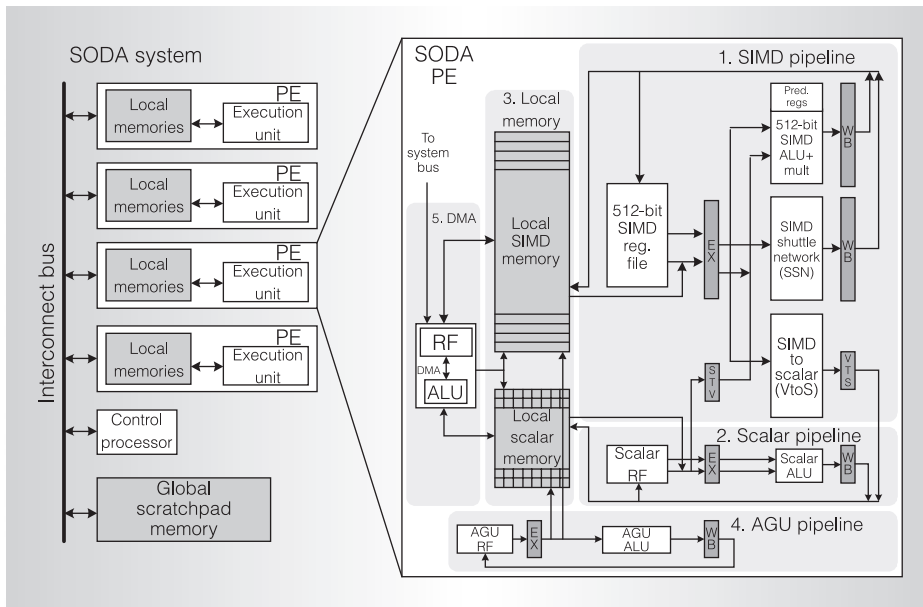 SODA system
Interconnect bus
PE
Local
memories
Execution
unit
PE
Local
memories
Execution
unit
PE
Local
memories
Execution
unit
PE
Local
memories
Execution
unit
Control
processor
Global
scratchpad
memory
SODA
PE
To
system
bus
3. Local
memory
Local
SIMD
memory
Local
scalar
memory
5. DMA
RF
DMA
ALU
1. SIMD pipeline
512-bit
SIMD
reg.
file
EX
Pred.
regs
512-bit
SIMD
ALU+
mult
WB
SIMD
shuttle
network
(SSN)
WB
STV
SIMD
to
scalar
(VtoS)
VTS
2. Scalar pipeline
Scalar
RF
EX
Scalar
ALU
WB
4. AGU pipeline
AGU
RF
EX
AGU
ALU
WB